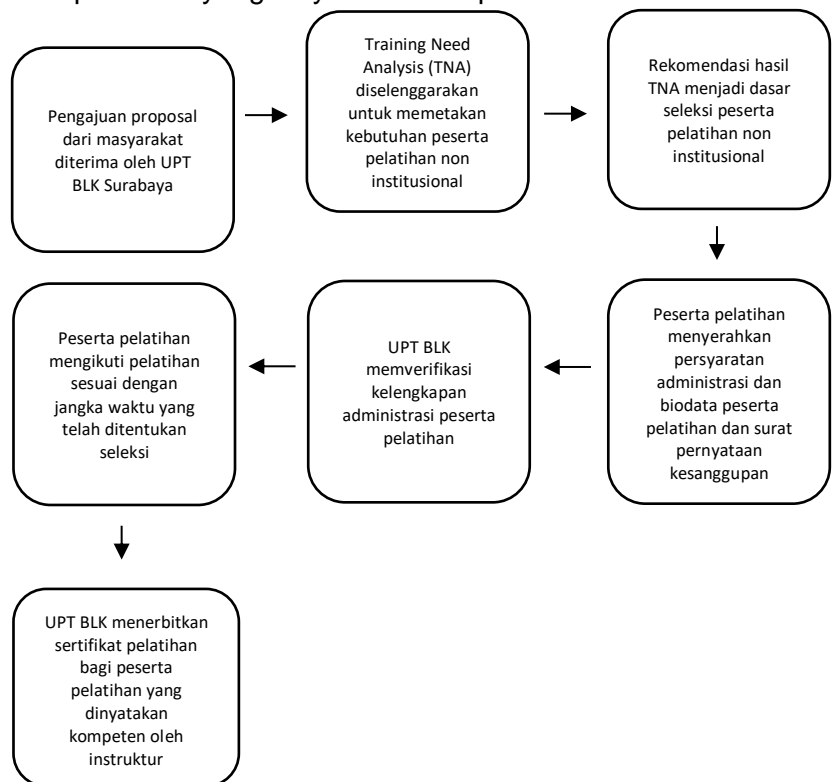 Pengajuan proposal
dari masyarakat
diterima oleh UPT
BLK Surabaya
Training Need
Analysis (TNA)
diselenggarakan
untuk memetakan
kebutuhan peserta
pelatihan non
institusional
Rekomendasi hasil
TNA menjadi dasar
seleksi peserta
pelatihan non
institusional
Peserta pelatihan
menyerahkan
persyaratan
administrasi dan
biodata peserta
pelatihan dan surat
pernyataan
kesanggupan
UPT BLK
memverifikasi
kelengkapan
administrasi peserta
pelatihan
Peserta pelatihan
mengikuti pelatihan
sesuai dengan
jangka waktu yang
telah ditentukan
seleksi
UPT BLK menerbitkan
sertifikat pelatihan
bagi peserta
pelatihan yang
dinyatakan
kompeten oleh
instruktur